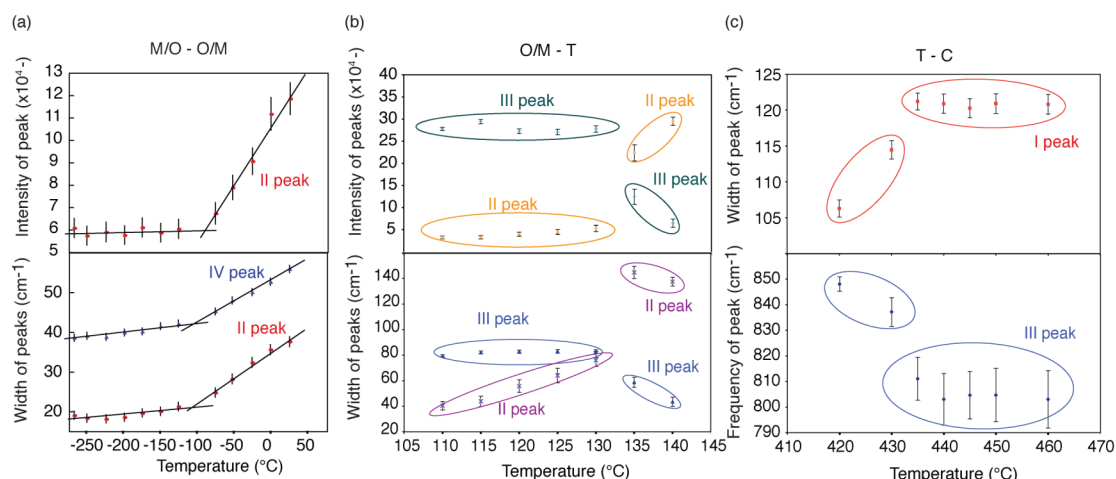 (a)
M/O - O/M
Intensity of peak (x10⁴ -)
13
12
11
10
9
8
7
6
5
II peak
Width of peaks (cm⁻¹)
50
40
30
20
IV peak
II peak
-250 -200 -150 -100 -50 0 50
Temperature (°C)
(b)
O/M - T
Intensity of peaks (x10⁴ -)
40
35
30
25
20
15
10
5
III peak
II peak
III peak
II peak
Width of peaks (cm⁻¹)
140
120
100
80
60
40
20
II peak
III peak
III peak
II peak
105 110 115 120 125 130 135 140 145
Temperature (°C)
(c)
T - C
Width of peak (cm⁻¹)
125
120
115
105
I peak
Frequency of peak (cm⁻¹)
850
840
830
820
810
800
790
III peak
410 420 430 440 450 460 470
Temperature (°C)